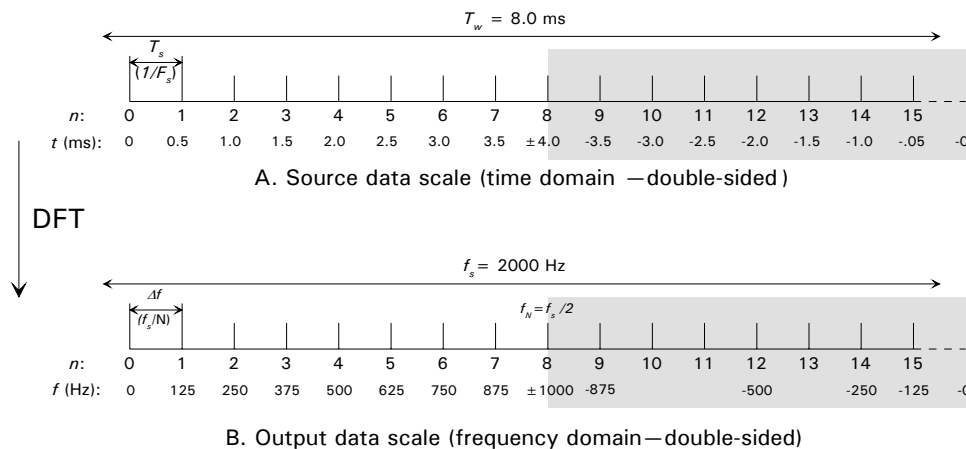 T_w = 8.0 ms
T_s
(1/F_s)
n: 0 1 2 3 4 5 6 7 8 9 10 11 12 13 14 15
t (ms): 0 0.5 1.0 1.5 2.0 2.5 3.0 3.5 ±4.0 -3.5 -3.0 -2.5 -2.0 -1.5 -1.0 -.05 -0
A. Source data scale (time domain —double-sided )
DFT
f_s = 2000 Hz
Δf
(f_s/N)
f_N=f_s/2
n: 0 1 2 3 4 5 6 7 8 9 10 11 12 13 14 15
f (Hz): 0 125 250 375 500 625 750 875 ±1000 -875 -500 -250 -125 -0
B. Output data scale (frequency domain—double-sided)